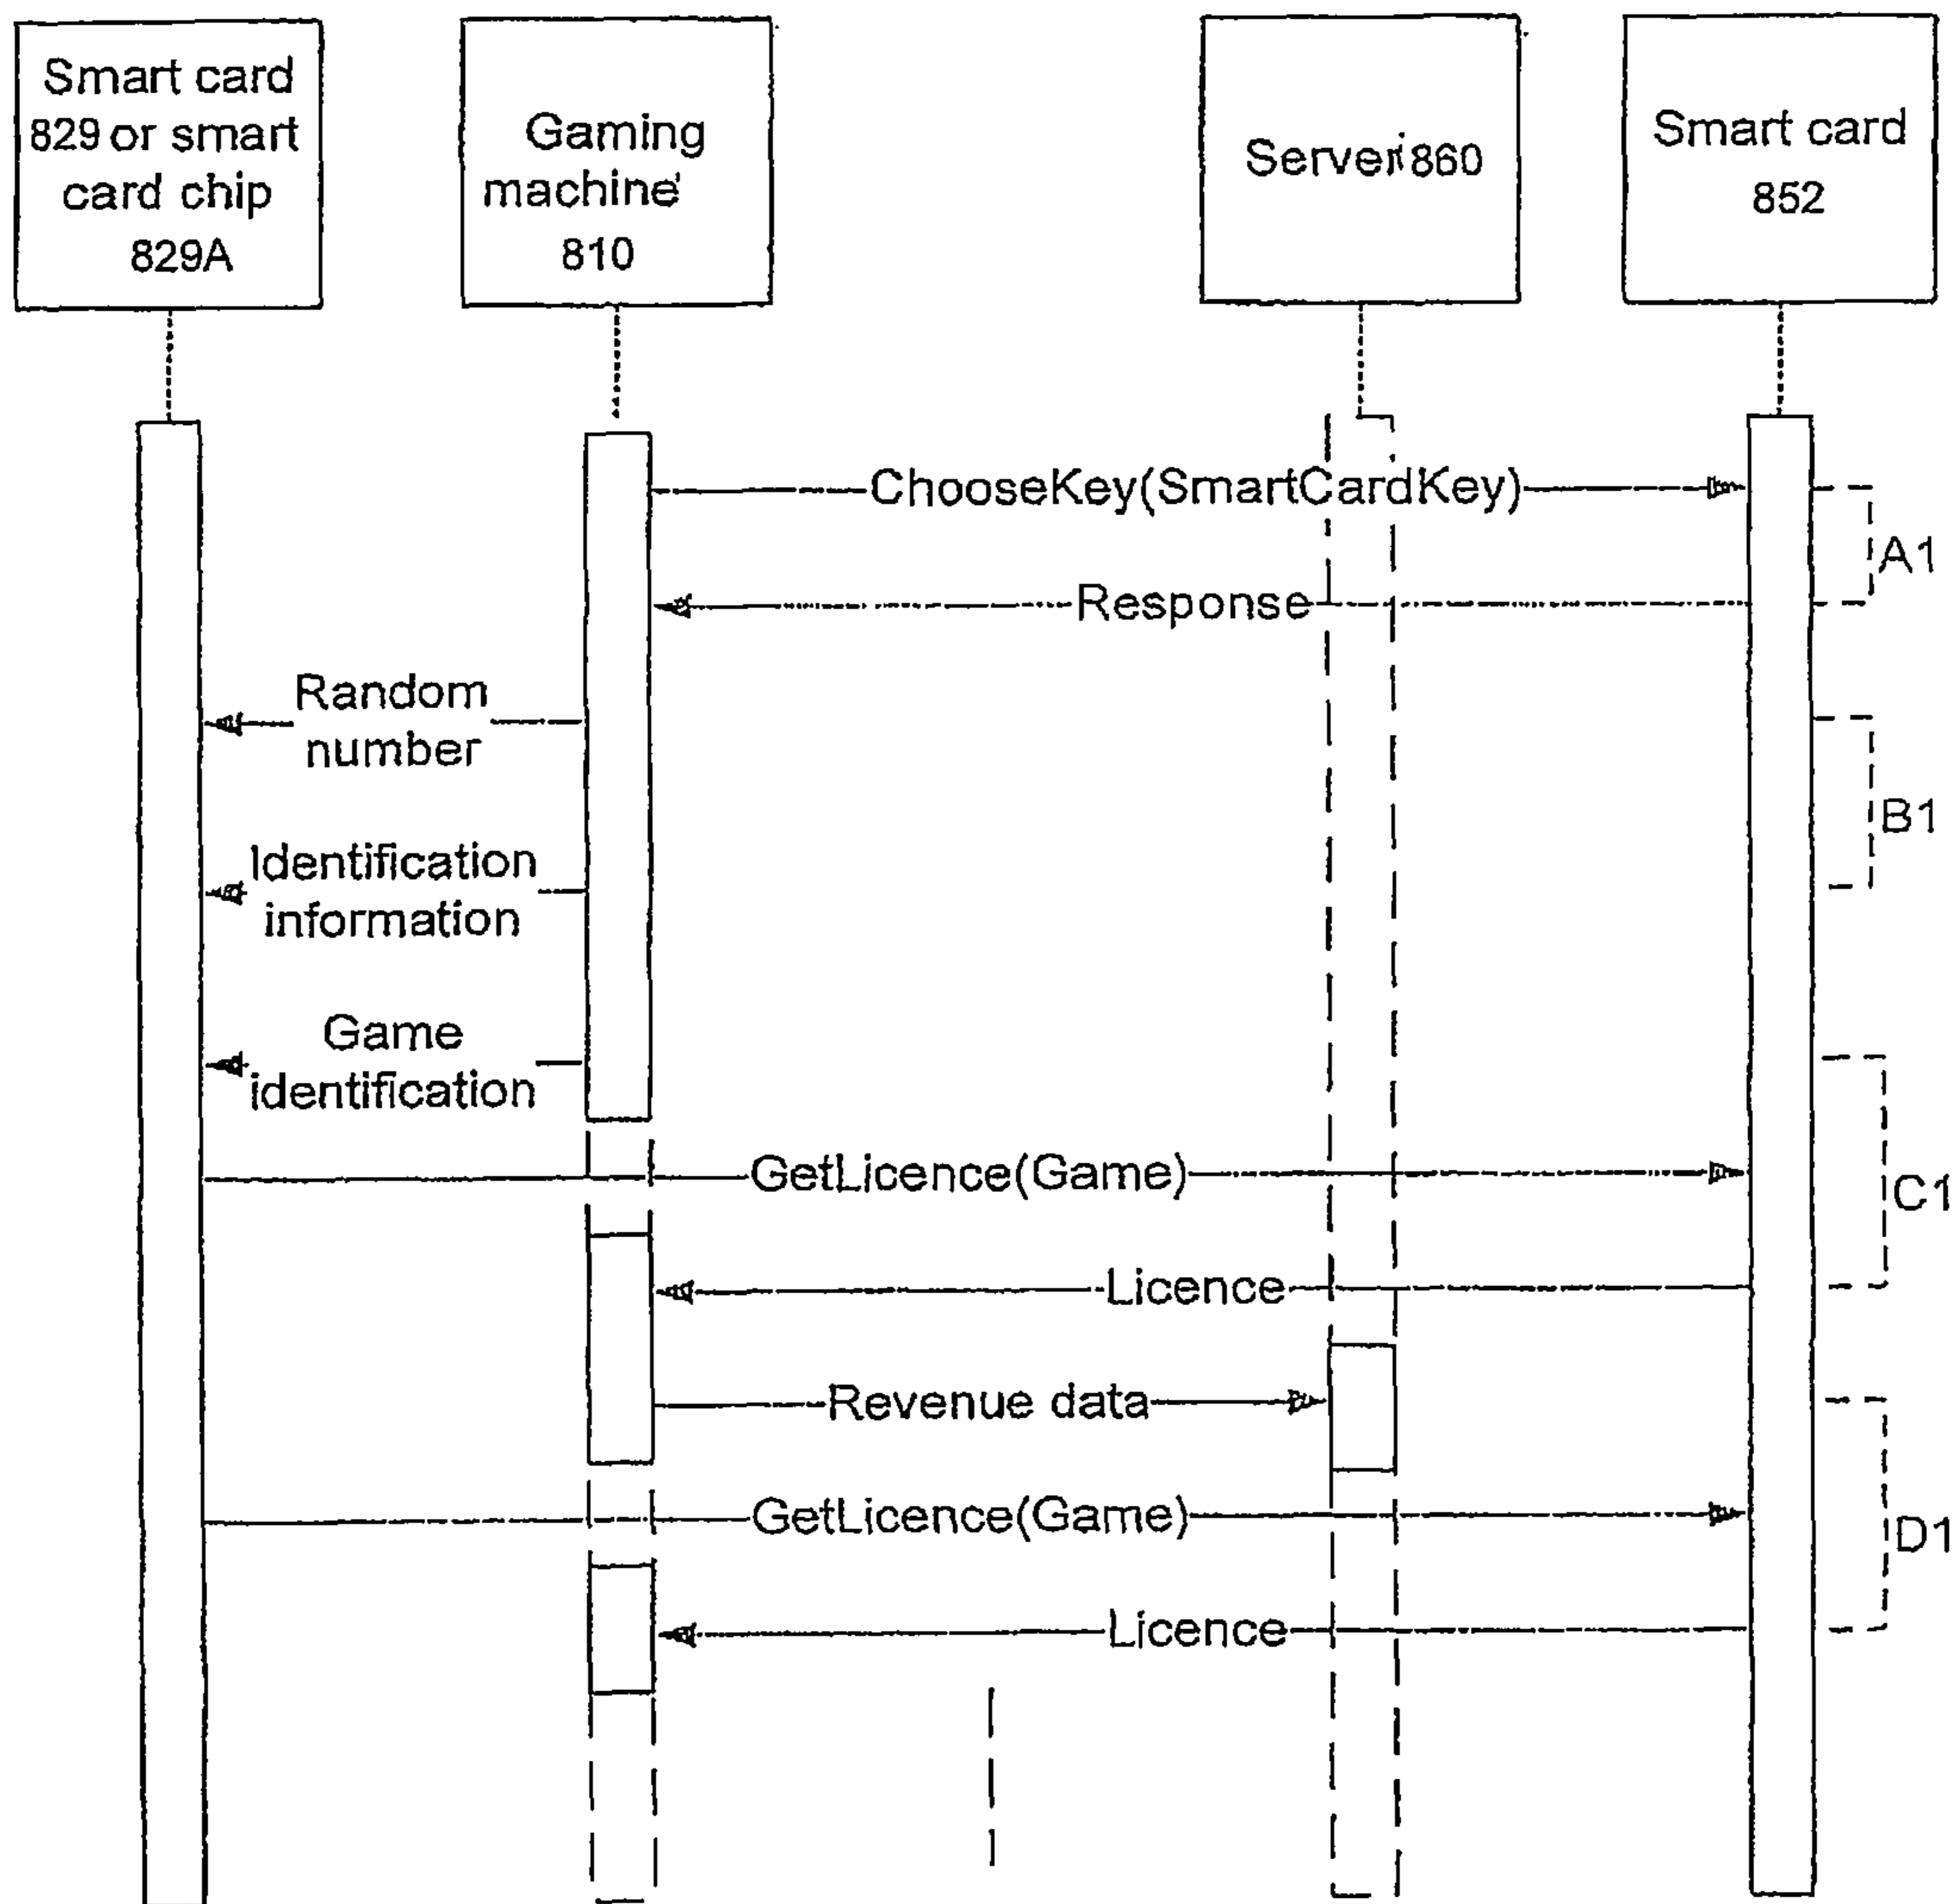 Smart card
829 or smart
card chip
829A
Gaming
machine
810
Server 860
Smart card
852
ChooseKey(SmartCardKey)
A1
Response
Random
number
B1
Identification
information
Game
identification
GetLicence(Game)
C1
Licence
Revenue data
GetLicence(Game)
D1
Licence